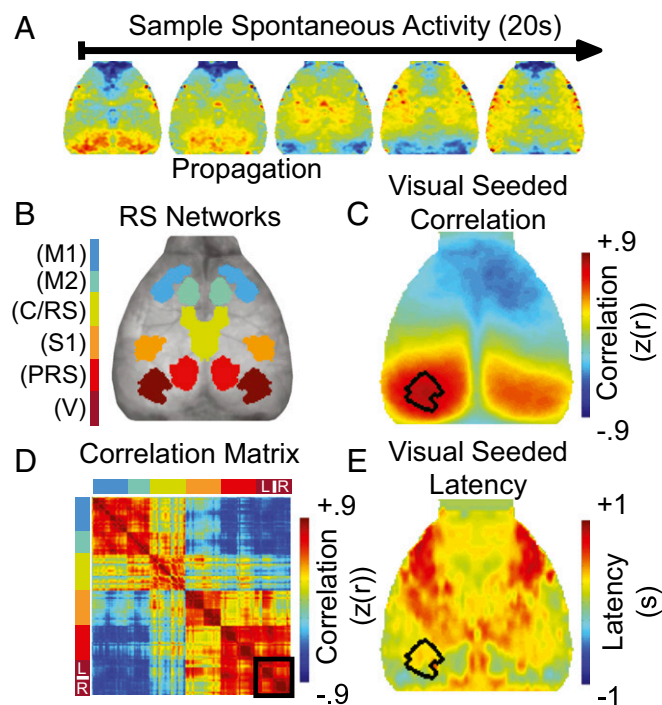 A
Sample Spontaneous Activity (20s)
Propagation
B
RS Networks
(M1)
(M2)
(C/RS)
(S1)
(PRS)
(V)
C
Visual Seeded
Correlation
+.9
Correlation
(z(r))
-.9
D
Correlation Matrix
L R
L
R
+.9
Correlation
(z(r))
-.9
E
Visual Seeded
Latency
+1
Latency
(s)
-1